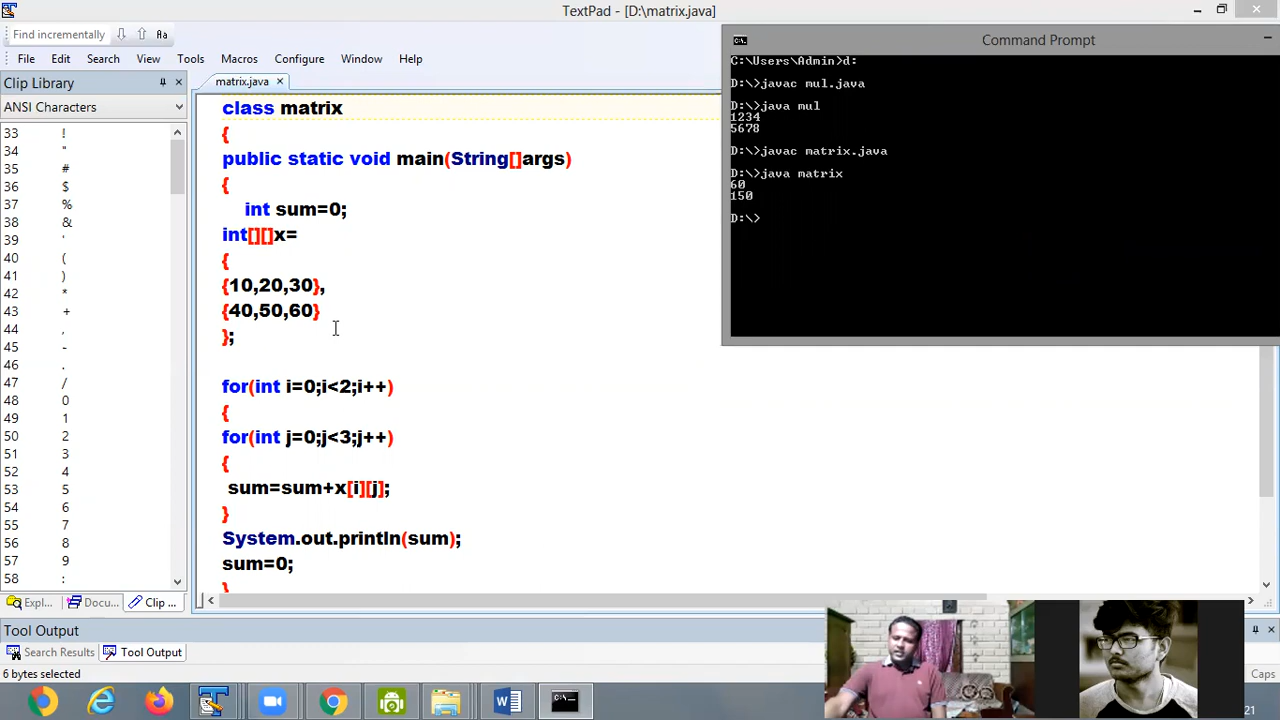 TextPad - [D:\matrix.java]
Find incrementally
Aa
File Edit Search View Tools Macros Configure Window Help
Clip Library
ANSI Characters
33 !
34 "
35 #
36 $
37 %
38 &
39 '
40 (
41 )
42 *
43 +
44 ,
45 -
46 .
47 /
48 0
49 1
50 2
51 3
52 4
53 5
54 6
55 7
56 8
57 9
58 :
Expl... Docu... Clip ...
matrix.java
class matrix
{
public static void main(String[]args)
{
int sum=0;
int[][]x=
{
{10,20,30},
{40,50,60}
};
for(int i=0;i<2;i++)
{
for(int j=0;j<3;j++)
{
sum=sum+x[i][j];
}
System.out.println(sum);
sum=0;
}
Command Prompt
C:\Users\Admin>d:
D:\>javac mul.java
D:\>java mul
1234
5678
D:\>javac matrix.java
D:\>java matrix
60
150
D:\>
Tool Output
Search Results Tool Output
6 bytes selected
Caps
21